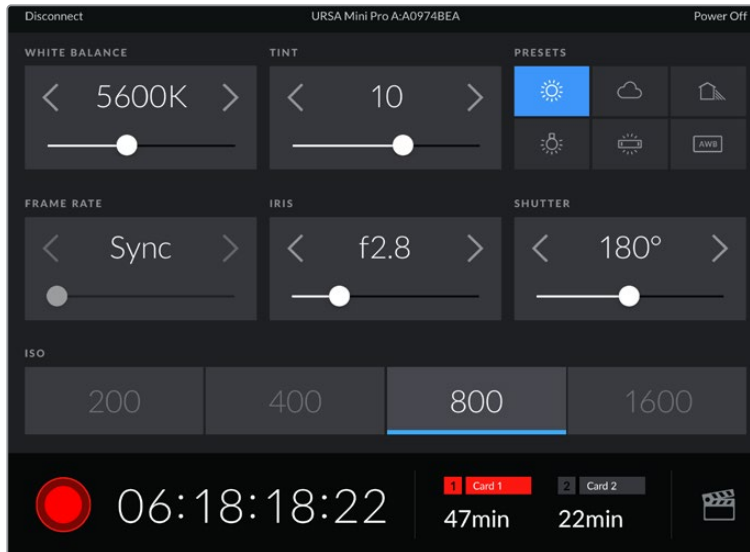 Disconnect URSA Mini Pro A:A0974BEA Power Off
WHITE BALANCE TINT PRESETS
5600K 10
AWB
FRAME RATE IRIS SHUTTER
Sync f2.8 180°
ISO
200 400 800 1600
1 Card 1 2 Card 2
06:18:18:22 47min 22min